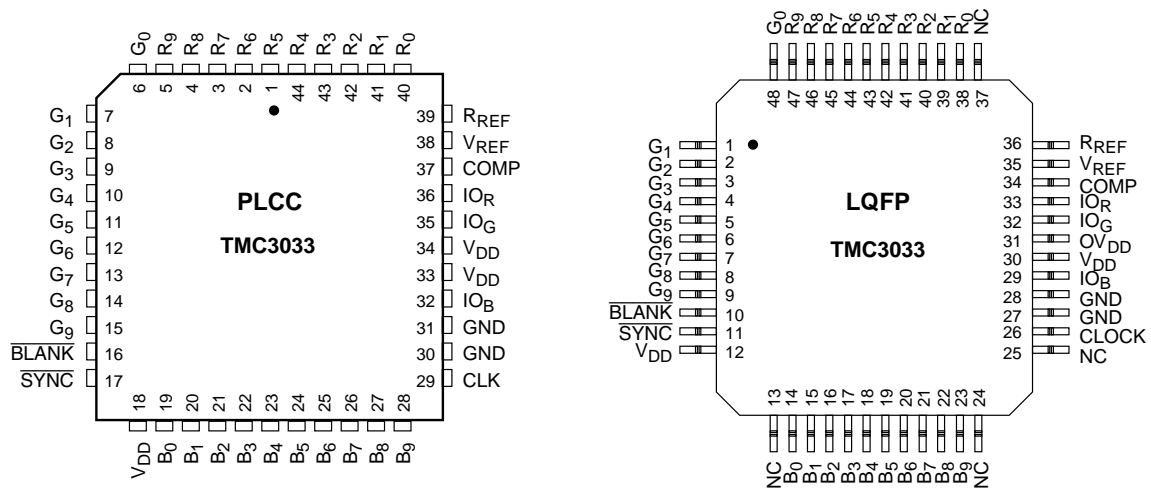 G0 R9 R8 R7 R6 R5 R4 R3 R2 R1 R0
6 5 4 3 2 1 44 43 42 41 40
G1 7
G2 8
G3 9
G4 10
G5 11
G6 12
G7 13
G8 14
G9 15
BLANK 16
SYNC 17
PLCC
TMC3033
39 RREF
38 VREF
37 COMP
36 IOR
35 IOG
34 VDD
33 VDD
32 IOB
31 GND
30 GND
29 CLK
18 19 20 21 22 23 24 25 26 27 28
VDD B0 B1 B2 B3 B4 B5 B6 B7 B8 B9
G0 R9 R8 R7 R6 R5 R4 R3 R2 R1 R0 NC
48 47 46 45 44 43 42 41 40 39 38 37
G1 1
G2 2
G3 3
G4 4
G5 5
G6 6
G7 7
G8 8
G9 9
BLANK 10
SYNC 11
VDD 12
LQFP
TMC3033
36 RREF
35 VREF
34 COMP
33 IOR
32 IOG
31 OVDD
30 VDD
29 IOB
28 GND
27 GND
26 CLOCK
25 NC
13 14 15 16 17 18 19 20 21 22 23 24
NC B0 B1 B2 B3 B4 B5 B6 B7 B8 B9 NC